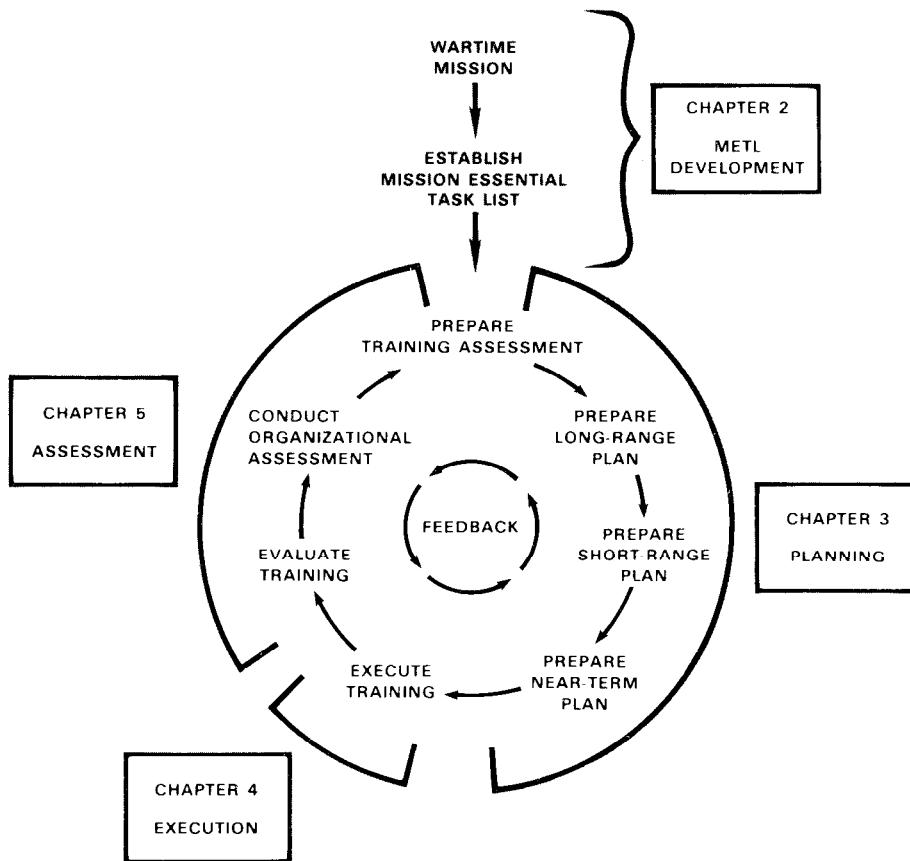 WARTIME
MISSION
CHAPTER 2
METL
DEVELOPMENT
ESTABLISH
MISSION ESSENTIAL
TASK LIST
PREPARE
TRAINING ASSESSMENT
PREPARE
LONG-RANGE
PLAN
PREPARE
SHORT-RANGE
PLAN
CHAPTER 3
PLANNING
PREPARE
NEAR-TERM
PLAN
EXECUTE
TRAINING
CHAPTER 4
EXECUTION
EVALUATE
TRAINING
CONDUCT
ORGANIZATIONAL
ASSESSMENT
CHAPTER 5
ASSESSMENT
FEEDBACK